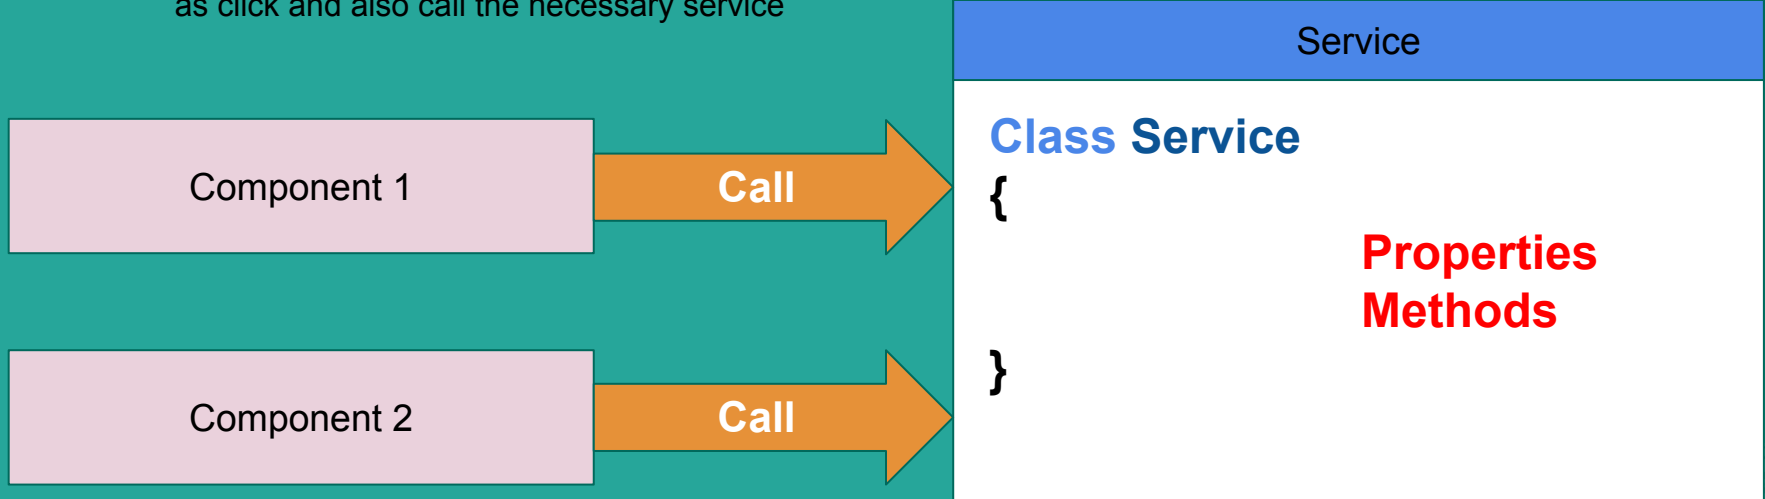 as click and also call the necessary service
Service
Component 1
Call
Class Service
{
Properties
Methods
}
Component 2
Call